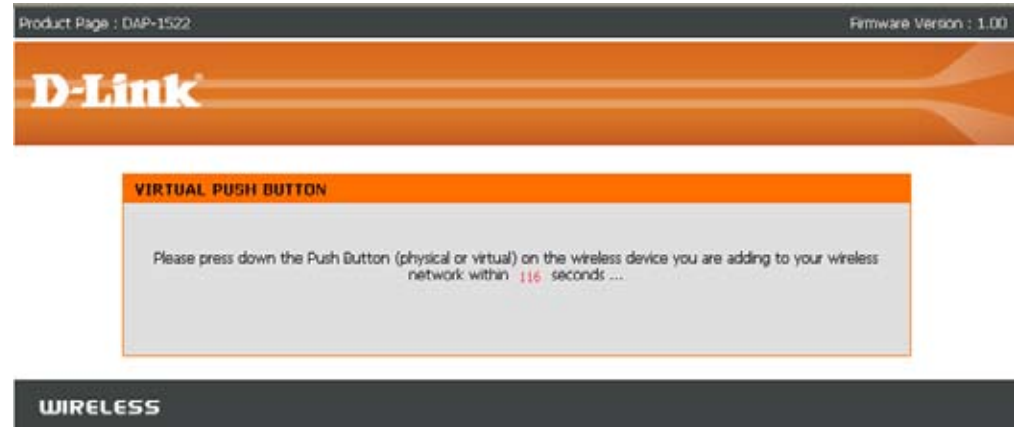 Product Page : DAP-1522
Firmware Version : 1.00
D-Link
VIRTUAL PUSH BUTTON
Please press down the Push Button (physical or virtual) on the wireless device you are adding to your wireless
network within 116 seconds ...
WIRELESS